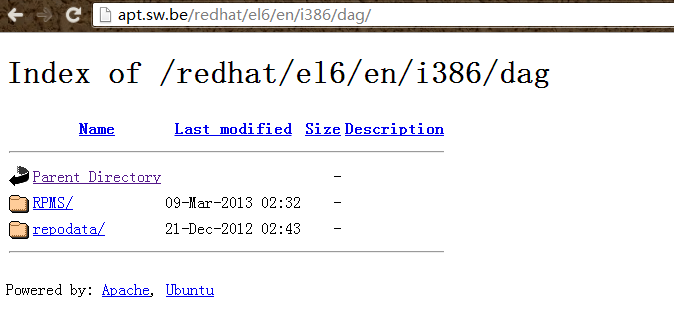 apt.sw.be/redhat/el6/en/i386/dag/
Index of /redhat/el6/en/i386/dag
Name Last modified Size Description
Parent Directory -
RPMS/ 09-Mar-2013 02:32 -
repodata/ 21-Dec-2012 02:43 -
Powered by: Apache, Ubuntu